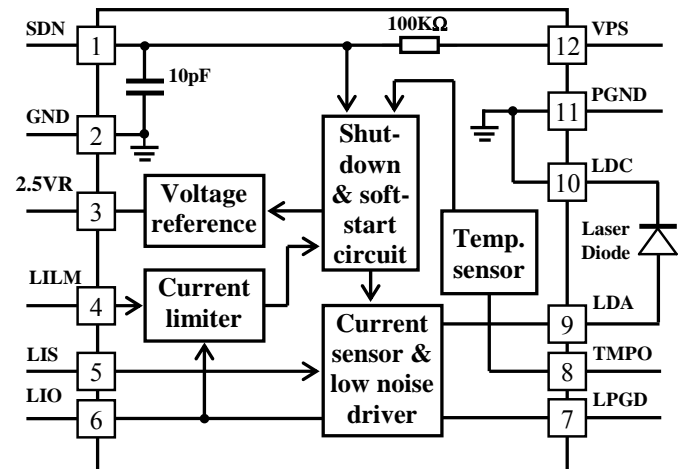 SDN
1
100KΩ
12
VPS
10pF
GND
2
11
PGND
Shut-
down
& soft-
start
circuit
10
LDC
2.5VR
3
Voltage
reference
Temp.
sensor
Laser
Diode
LILM
4
Current
limiter
Current
sensor &
low noise
driver
9
LDA
LIS
5
8
TMPO
LIO
6
7
LPGD